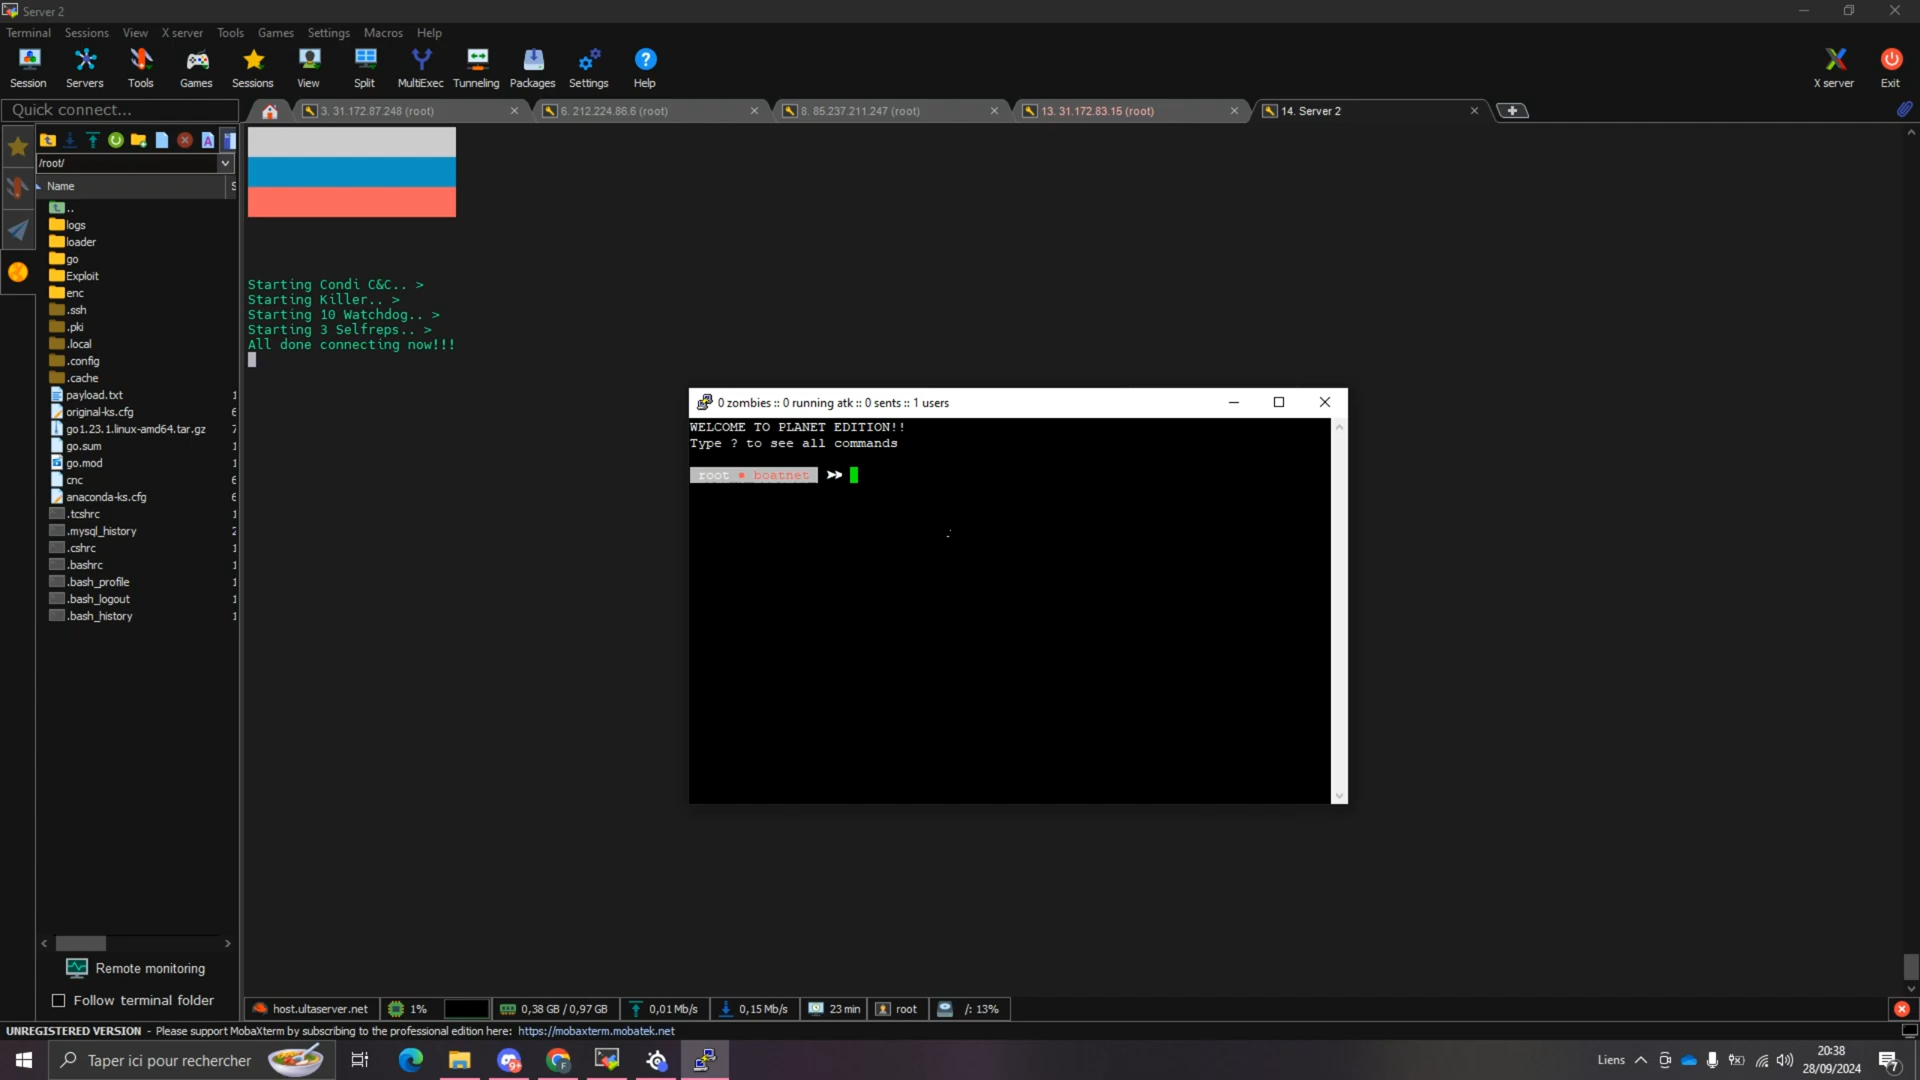 Server 2
Terminal Sessions View X server Tools Games Settings Macros Help
Session Servers Tools Games Sessions View Split MultiExec Tunneling Packages Settings Help X server Exit
Quick connect...
3. 31.172.87.248 (root)
6. 212.224.86.6 (root)
8. 85.237.211.247 (root)
13. 31.172.83.15 (root)
14. Server 2
/root/
Name
..
logs
loader
go
Exploit
enc
.ssh
.pki
.local
.config
.cache
payload.txt
original-ks.cfg
go1.23.1.linux-amd64.tar.gz
go.sum
go.mod
cnc
anaconda-ks.cfg
.tcshrc
.mysql_history
.cshrc
.bashrc
.bash_profile
.bash_logout
.bash_history
Remote monitoring
Follow terminal folder
Starting Condi C&C.. >
Starting Killer.. >
Starting 10 Watchdog.. >
Starting 3 Selfreps.. >
All done connecting now!!!
0 zombies :: 0 running atk :: 0 sents :: 1 users
WELCOME TO PLANET EDITION!!
Type ? to see all commands
root • boatnet
host.ultaserver.net 1% 0,38 GB / 0,97 GB 0,01 Mb/s 0,15 Mb/s 23 min root /: 13%
UNREGISTERED VERSION - Please support MobaXterm by subscribing to the professional edition here: https://mobaxterm.mobatek.net
Taper ici pour rechercher
Liens
20:38
28/09/2024